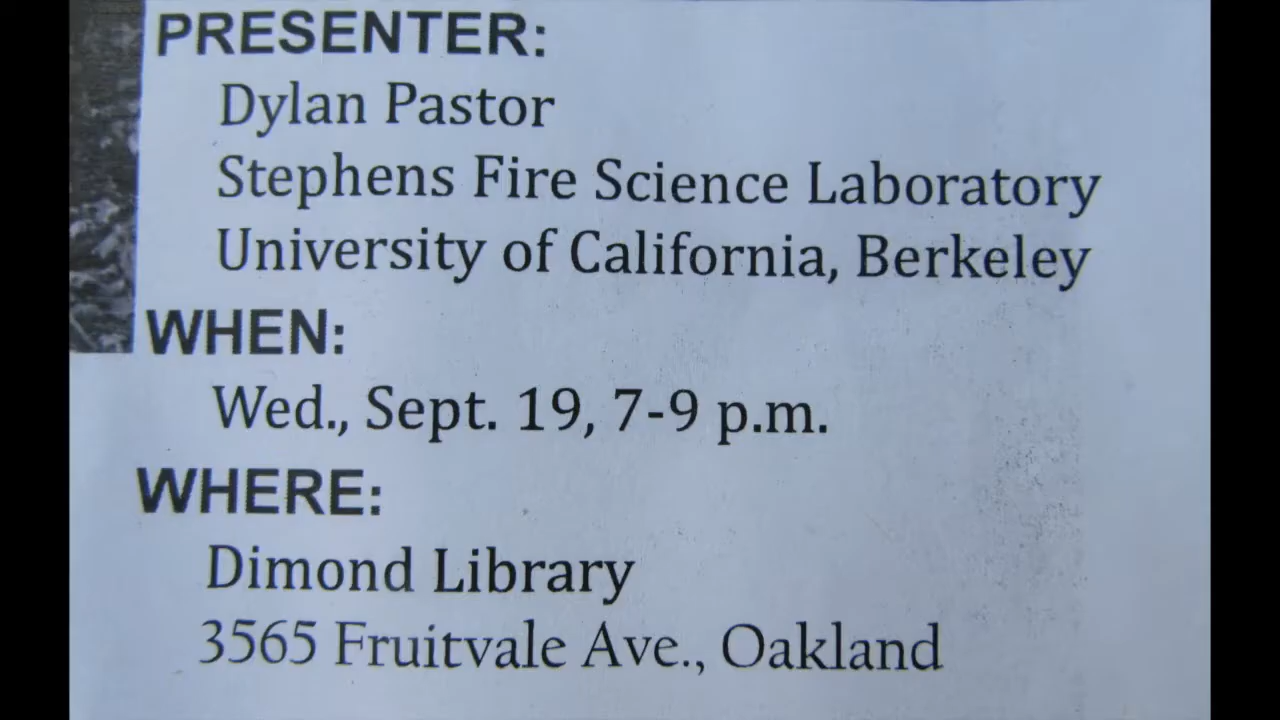 PRESENTER:
Dylan Pastor
Stephens Fire Science Laboratory
University of California, Berkeley
WHEN:
Wed., Sept. 19, 7-9 p.m.
WHERE:
Dimond Library
3565 Fruitvale Ave., Oakland